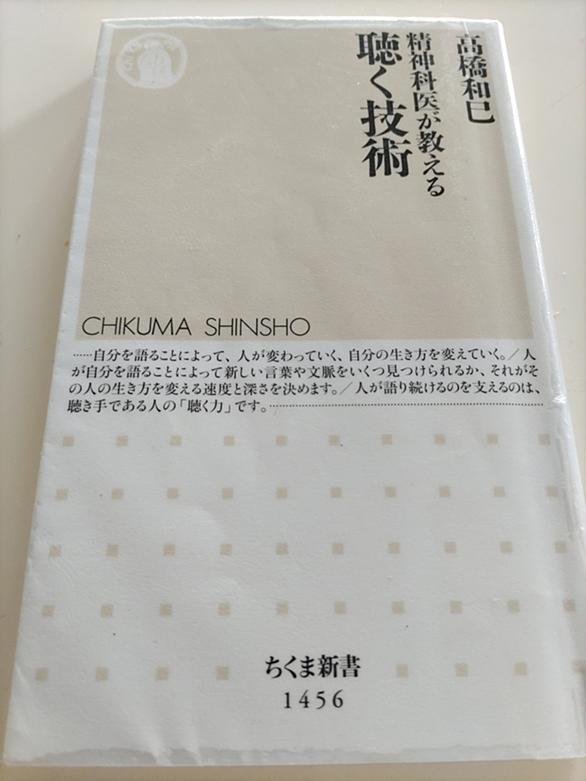 髙橋和巳
精神科医が教える
聴く技術
CHIKUMA SHINSHO
……自分を語ることによって、人が変わっていく、自分の生き方を変えていく。／人
が自分を語ることによって新しい言葉や文脈をいくつ見つけられるか、それがそ
の人の生き方を変える速度と深さを決めます。／人が語り続けるのを支えるのは、
聴き手である人の「聴く力」です。……………………………………………………
ちくま新書
1456